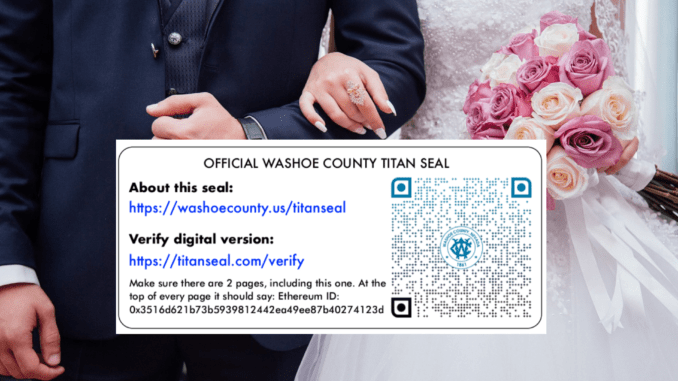 OFFICIAL WASHOE COUNTY TITAN SEAL
About this seal:
https://washoecounty.us/titanseal
Verify digital version:
https://titanseal.com/verify
Make sure there are 2 pages, including this one. At the
top of every page it should say: Ethereum ID:
0x3516d621b73b5939812442ea49ee87b40274123d
1861